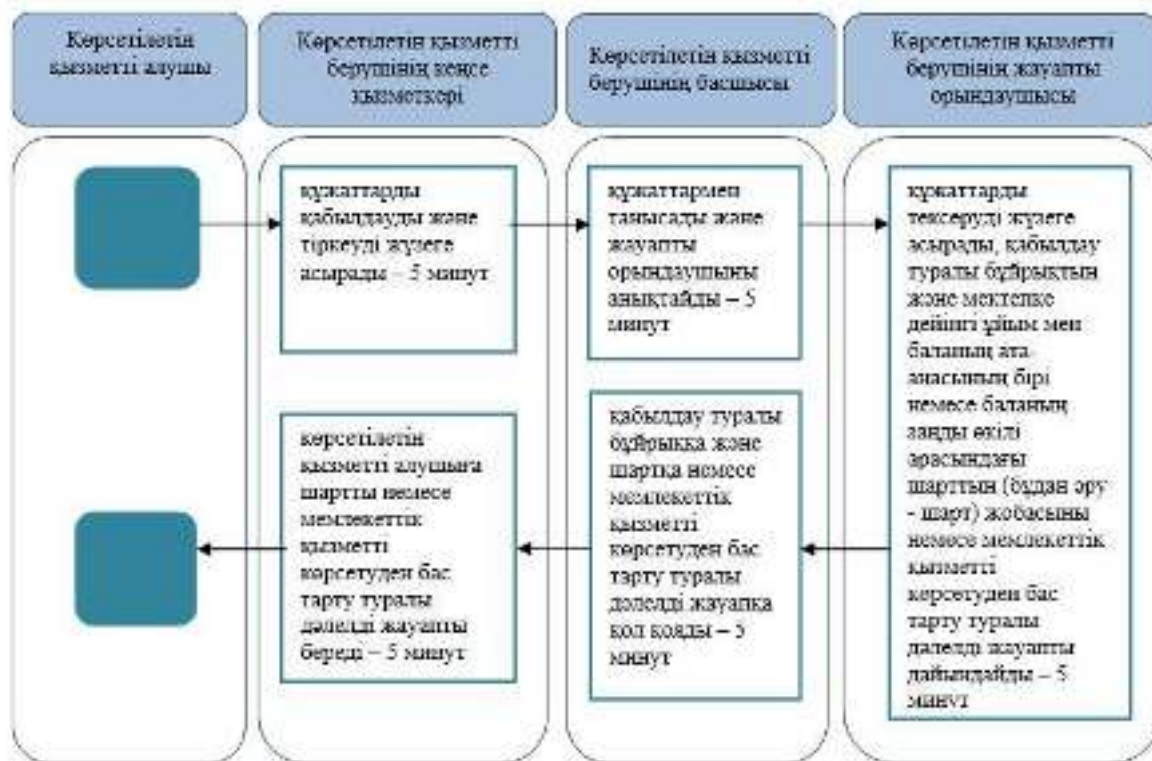 Көрсетілетін
қызметті алушы
Көрсетілетін қызметті
берушінің кеңсе
қызметкері
Көрсетілетін қызметті
берушінің басшысы
Көрсетілетін қызметті
берушінің жауапты
орындаушысы
құжаттарды
қабылдауды және
тіркеуді жүзеге
асырады – 5 минут
құжаттармен
танысады және
жауапты
орындаушыны
анықтайды – 5
минут
құжаттарды
тексеруді жүзеге
асырады, қабылдау
туралы бұйрықтың
және мектепке
дейінгі ұйым мен
баланың ата-
анасының бірі
немесе баланың
заңды өкілі
арасындағы
шарттың (бұдан әрі
- шарт) жобасыны
немесе мемлекеттік
қызметті
көрсетуден бас
тарту туралы
дәлелді жауапты
дайындайды – 5
минут
қабылдау туралы
бұйрыққа және
шартқа немесе
мемлекеттік
қызметті
көрсетуден бас
тарту туралы
дәлелді жауапқа
қол қояды – 5
минут
көрсетілетін
қызметті алушыға
шартты немесе
мемлекеттік
қызметті
көрсетуден бас
тарту туралы
дәлелді жауапты
береді – 5 минут